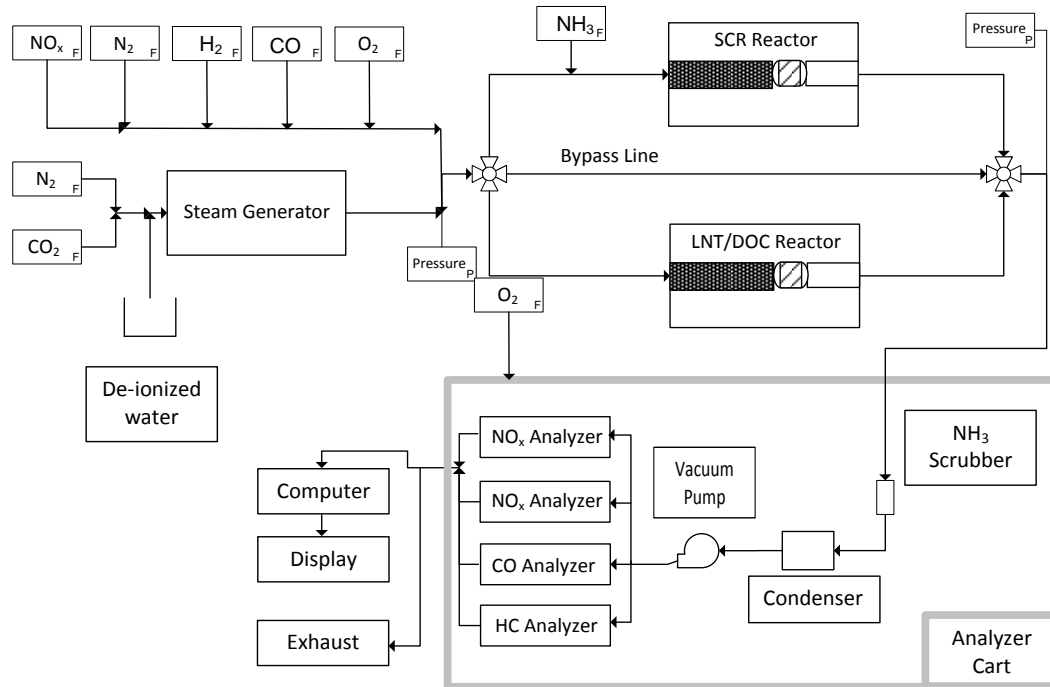 NOₓ F
N₂ F
H₂ F
CO F
O₂ F
NH₃ F
SCR Reactor
Pressure P
N₂ F
CO₂ F
Steam Generator
Bypass Line
LNT/DOC Reactor
Pressure P
O₂ F
De-ionized
water
NOₓ Analyzer
NOₓ Analyzer
CO Analyzer
HC Analyzer
Vacuum
Pump
NH₃
Scrubber
Computer
Display
Exhaust
Condenser
Analyzer
Cart